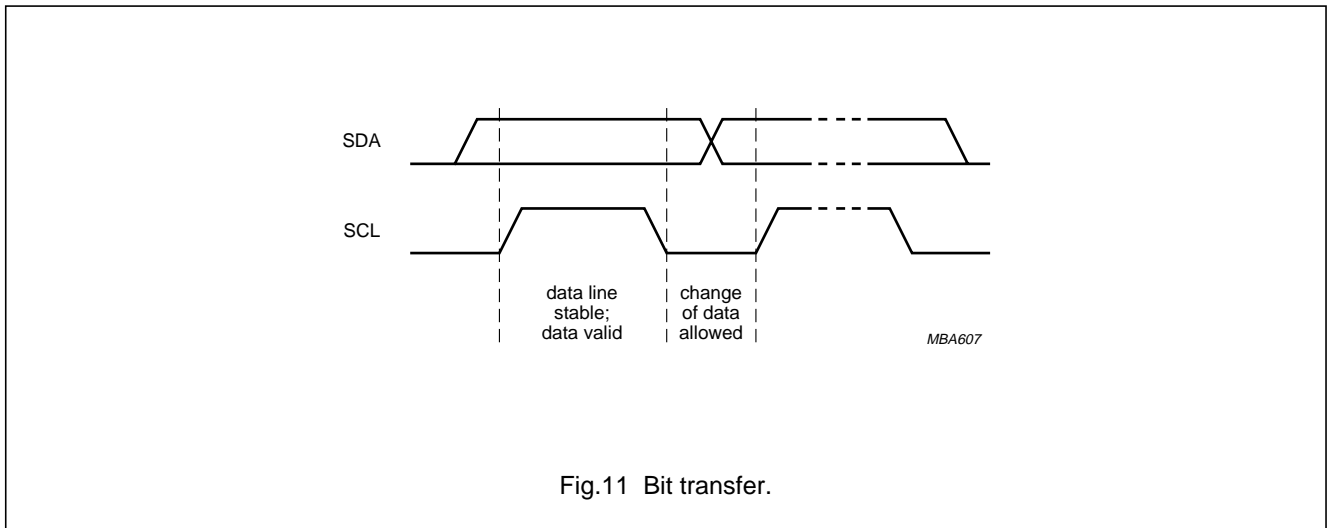 SDA
SCL
data line
stable;
data valid
change
of data
allowed
MBA607
Fig.11 Bit transfer.